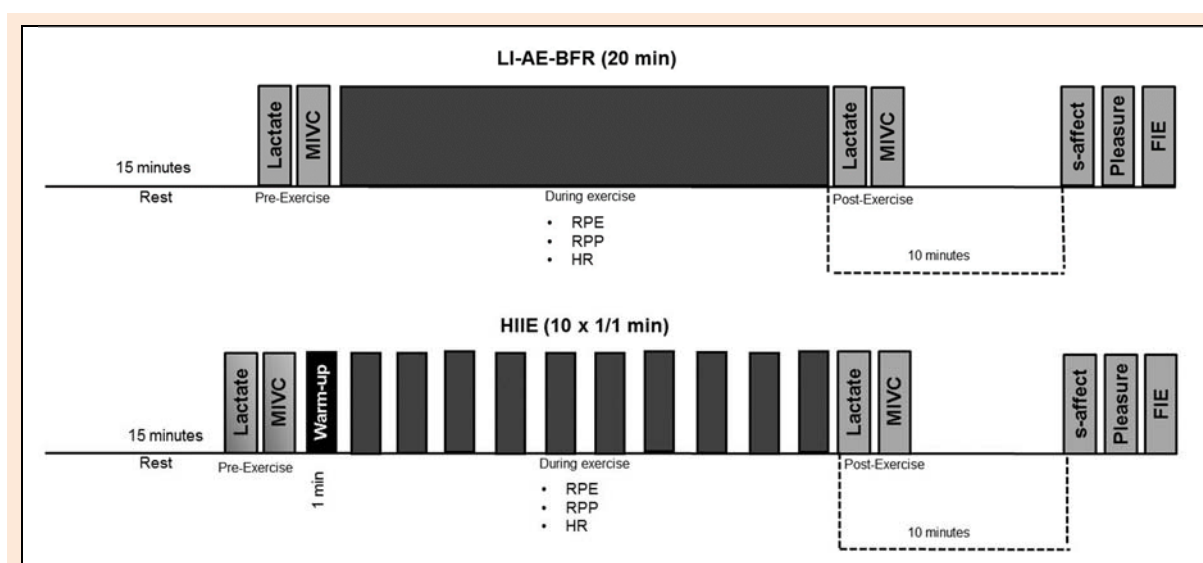 LI-AE-BFR (20 min)
Lactate
MIVC
Lactate
MIVC
s-affect
Pleasure
FIE
15 minutes
Rest
Pre-Exercise
During exercise
Post-Exercise
• RPE
• RPP
• HR
10 minutes
HIIE (10 x 1/1 min)
Lactate
MIVC
Warm-up
Lactate
MIVC
s-affect
Pleasure
FIE
15 minutes
Rest
Pre-Exercise
1 min
During exercise
Post-Exercise
• RPE
• RPP
• HR
10 minutes